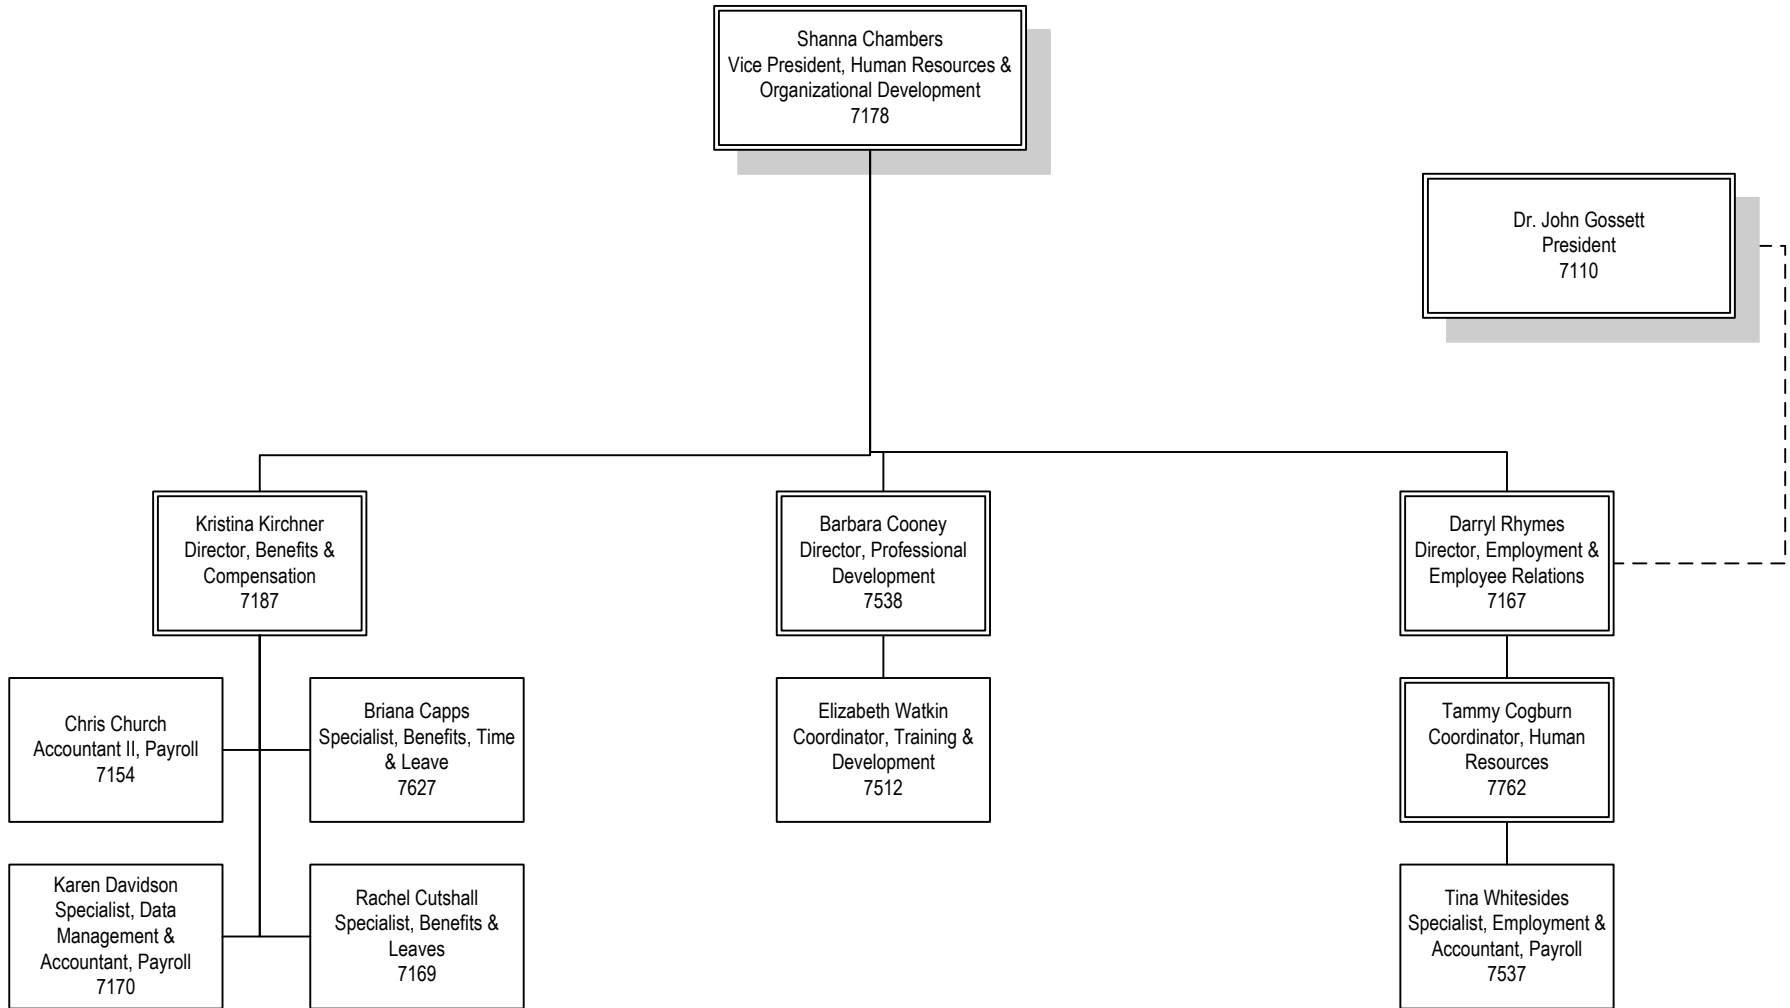 Shanna Chambers
Vice President, Human Resources &
Organizational Development
7178
Dr. John Gossett
President
7110
Kristina Kirchner
Director, Benefits &
Compensation
7187
Barbara Cooney
Director, Professional
Development
7538
Darryl Rhymes
Director, Employment &
Employee Relations
7167
Chris Church
Accountant II, Payroll
7154
Briana Capps
Specialist, Benefits, Time
& Leave
7627
Elizabeth Watkin
Coordinator, Training &
Development
7512
Tammy Cogburn
Coordinator, Human
Resources
7762
Karen Davidson
Specialist, Data
Management &
Accountant, Payroll
7170
Rachel Cutshall
Specialist, Benefits &
Leaves
7169
Tina Whitesides
Specialist, Employment &
Accountant, Payroll
7537